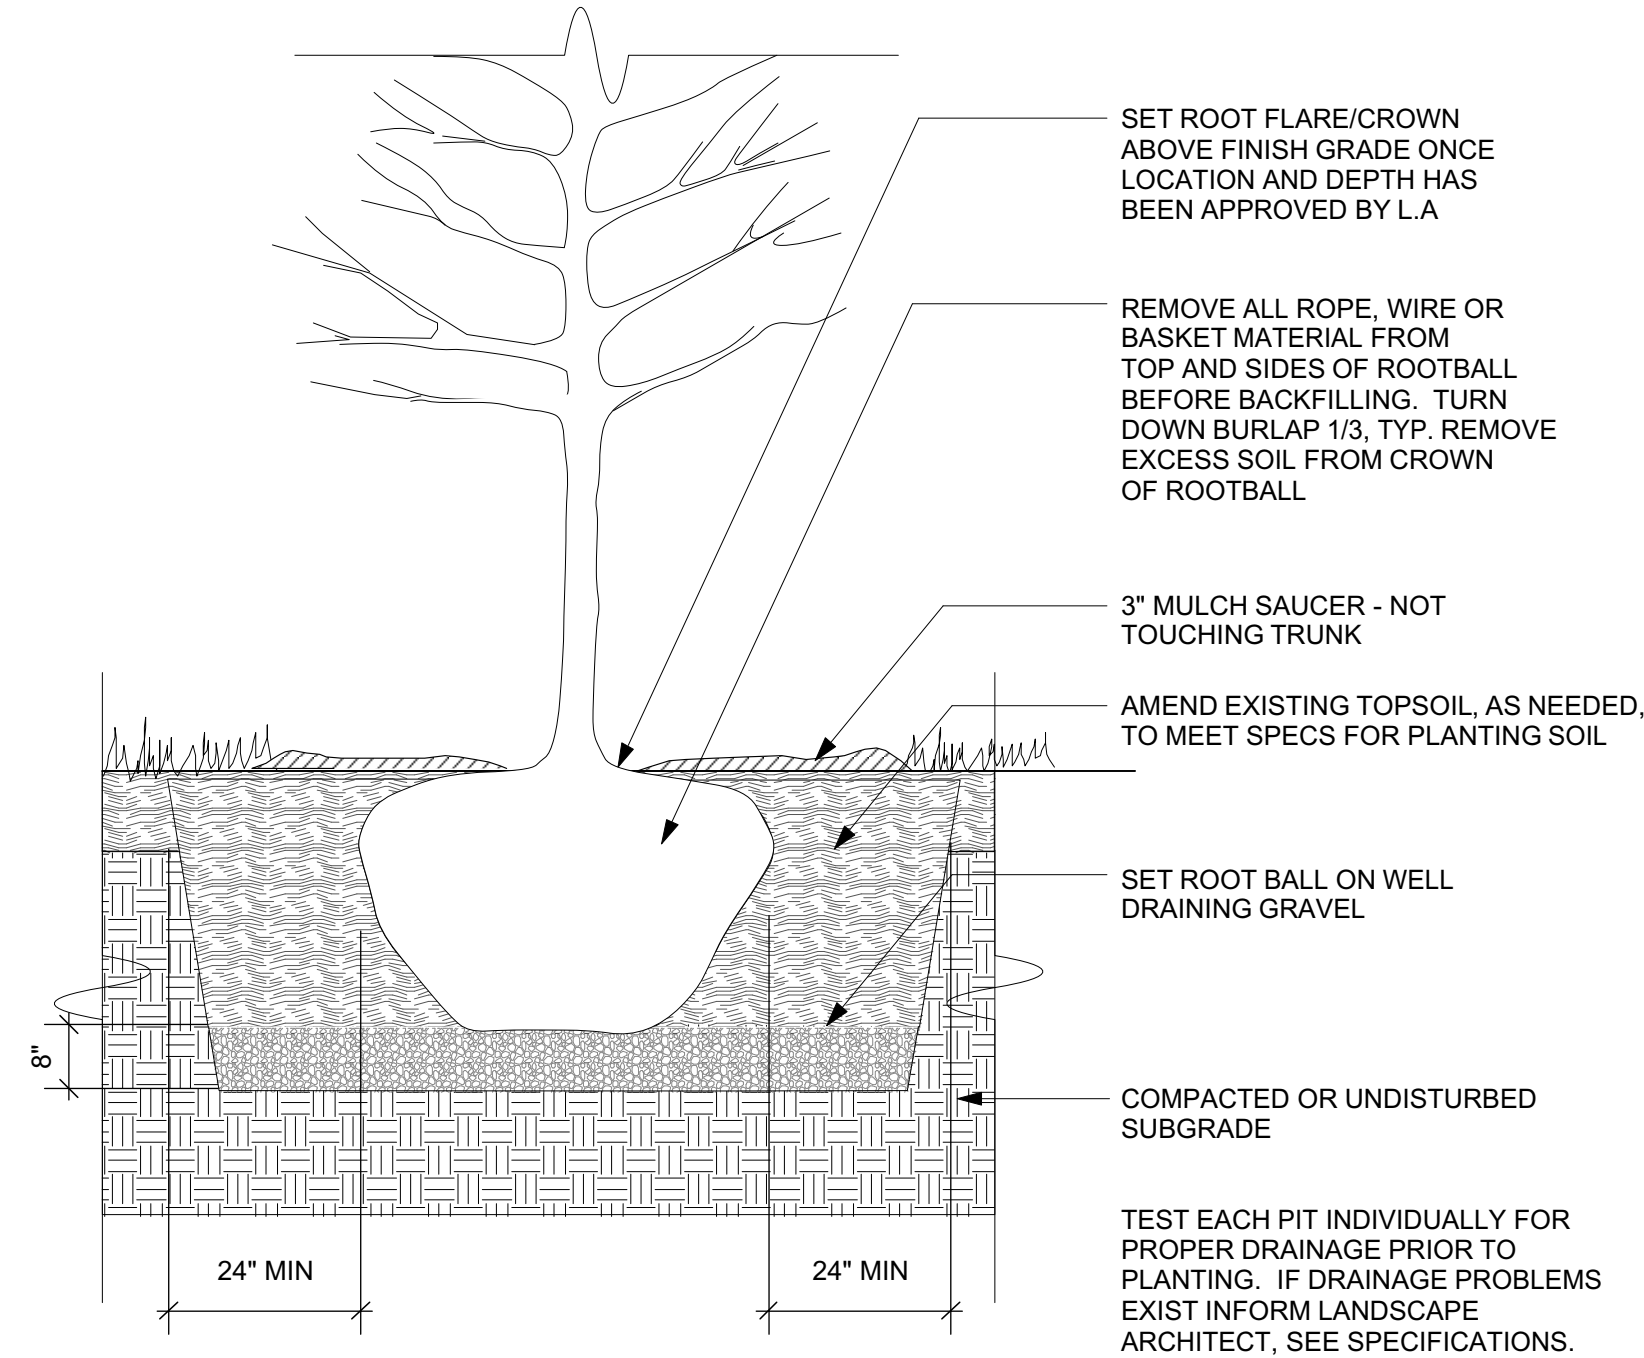 SET ROOT FLARE/CROWN
ABOVE FINISH GRADE ONCE
LOCATION AND DEPTH HAS
BEEN APPROVED BY L.A
REMOVE ALL ROPE, WIRE OR
BASKET MATERIAL FROM
TOP AND SIDES OF ROOTBALL
BEFORE BACKFILLING. TURN
DOWN BURLAP 1/3, TYP. REMOVE
EXCESS SOIL FROM CROWN
OF ROOTBALL
3" MULCH SAUCER - NOT
TOUCHING TRUNK
AMEND EXISTING TOPSOIL, AS NEEDED,
TO MEET SPECS FOR PLANTING SOIL
SET ROOT BALL ON WELL
DRAINING GRAVEL
8"
COMPACTED OR UNDISTURBED
SUBGRADE
TEST EACH PIT INDIVIDUALLY FOR
PROPER DRAINAGE PRIOR TO
PLANTING. IF DRAINAGE PROBLEMS
EXIST INFORM LANDSCAPE
ARCHITECT, SEE SPECIFICATIONS.
24" MIN
24" MIN